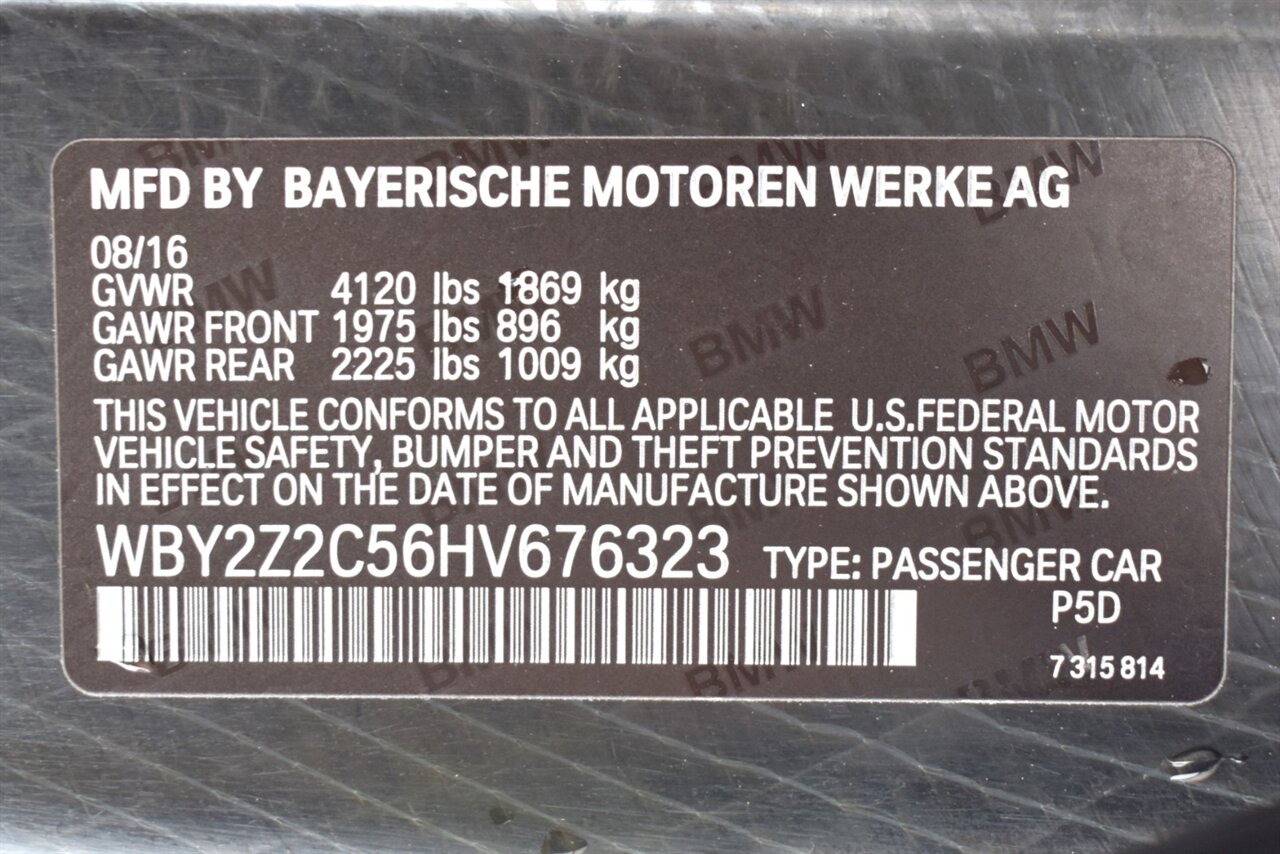 MFD BY BAYERISCHE MOTOREN WERKE AG
08/16
GVWR 4120 lbs 1869 kg
GAWR FRONT 1975 lbs 896 kg
GAWR REAR 2225 lbs 1009 kg
THIS VEHICLE CONFORMS TO ALL APPLICABLE U.S.FEDERAL MOTOR
VEHICLE SAFETY, BUMPER AND THEFT PREVENTION STANDARDS
IN EFFECT ON THE DATE OF MANUFACTURE SHOWN ABOVE.
WBY2Z2C56HV676323 TYPE: PASSENGER CAR
P5D
7 315 814